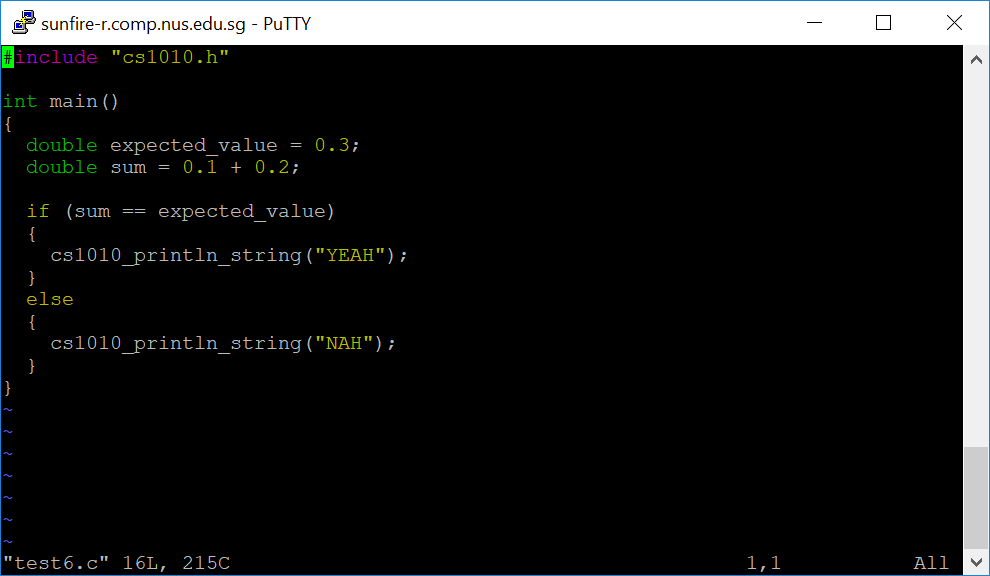 sunfire-r.comp.nus.edu.sg - PuTTY
#include "cs1010.h"
int main()
{
  double expected_value = 0.3;
  double sum = 0.1 + 0.2;
  if (sum == expected_value)
  {
    cs1010_println_string("YEAH");
  }
  else
  {
    cs1010_println_string("NAH");
  }
}
~
~
~
~
~
~
~
"test6.c" 16L, 215C 1,1 All